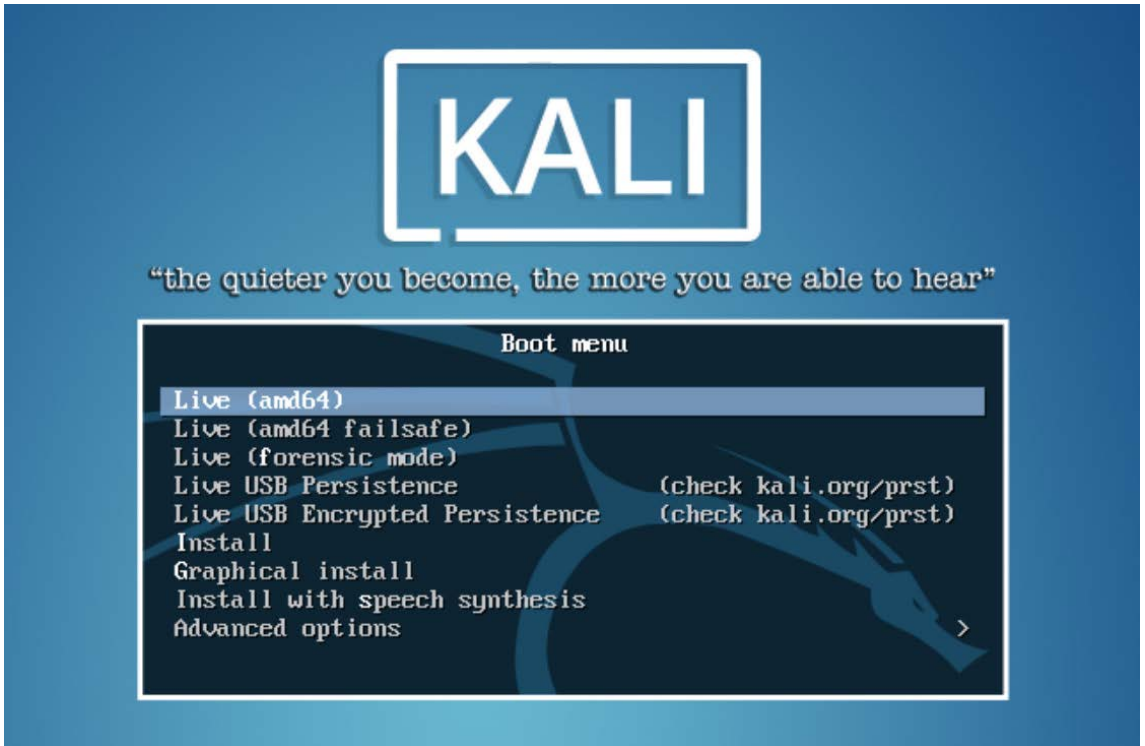 KALI
“the quieter you become, the more you are able to hear”
Boot menu
Live (amd64)
Live (amd64 failsafe)
Live (forensic mode)
Live USB Persistence (check kali.org/prst)
Live USB Encrypted Persistence (check kali.org/prst)
Install
Graphical install
Install with speech synthesis
Advanced options >